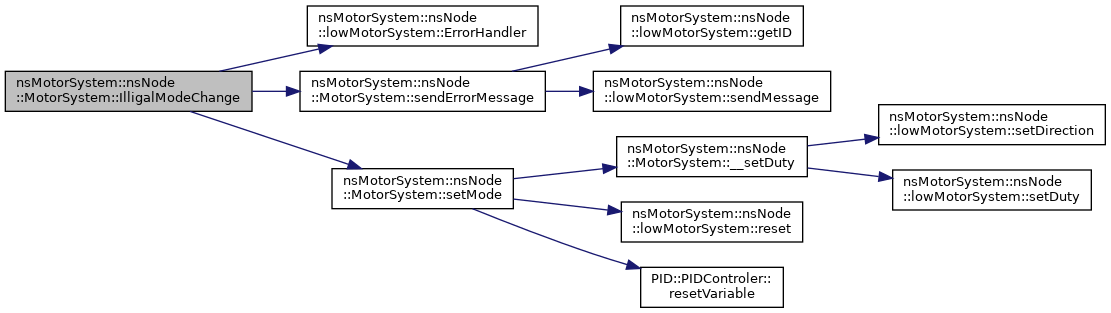 nsMotorSystem::nsNode
::lowMotorSystem::ErrorHandler
nsMotorSystem::nsNode
::lowMotorSystem::getID
nsMotorSystem::nsNode
::MotorSystem::IlligalModeChange
nsMotorSystem::nsNode
::MotorSystem::sendErrorMessage
nsMotorSystem::nsNode
::lowMotorSystem::sendMessage
nsMotorSystem::nsNode
::lowMotorSystem::setDirection
nsMotorSystem::nsNode
::MotorSystem::__setDuty
nsMotorSystem::nsNode
::MotorSystem::setMode
nsMotorSystem::nsNode
::lowMotorSystem::setDuty
nsMotorSystem::nsNode
::lowMotorSystem::reset
PID::PIDControler::
resetVariable